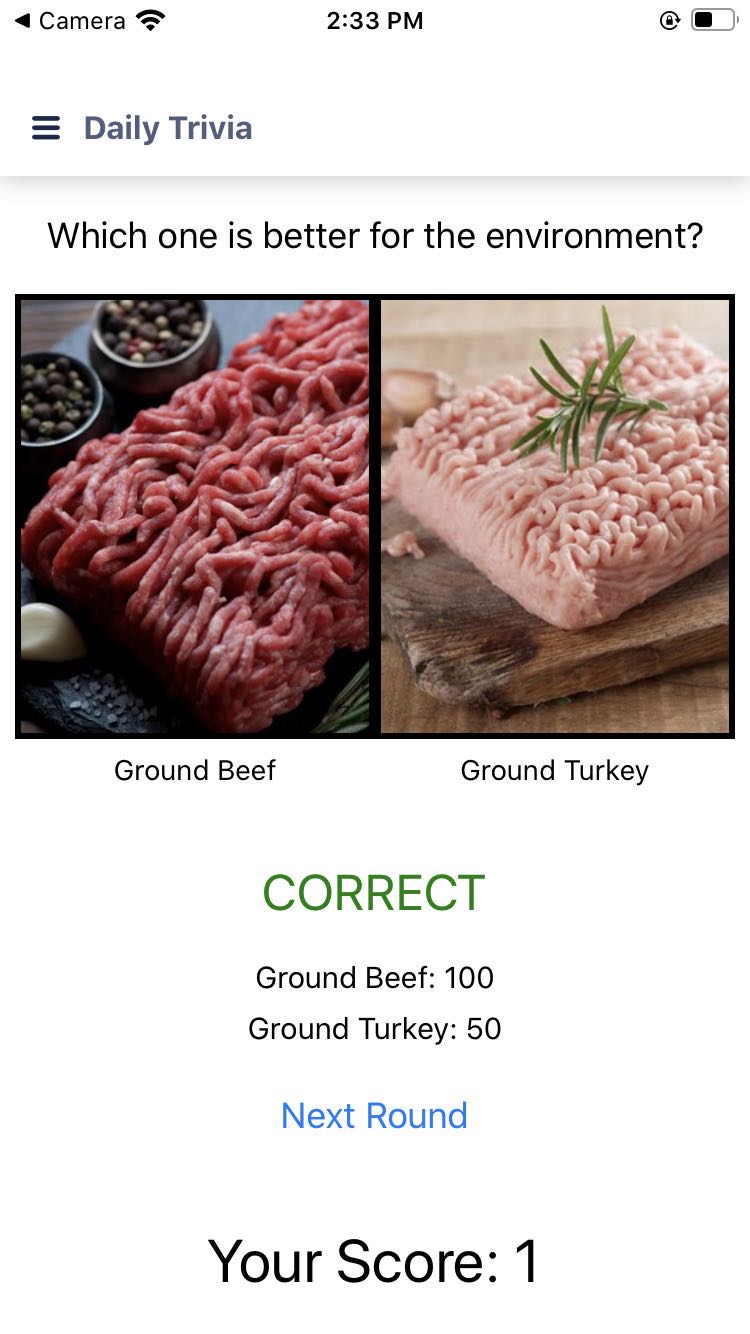 Camera
2:33 PM
Daily Trivia
Which one is better for the environment?
Ground Beef
Ground Turkey
CORRECT
Ground Beef: 100
Ground Turkey: 50
Next Round
Your Score: 1